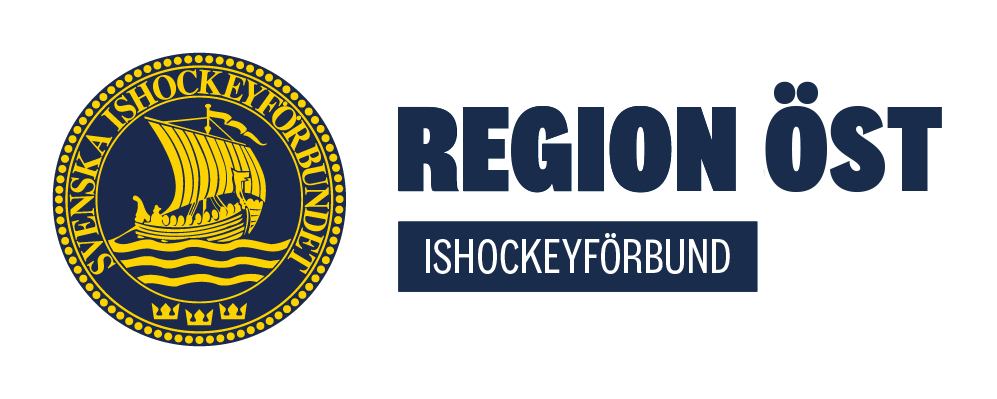 SVENSKA ISHOCKEYFÖRBUNDET
REGION ÖST
ISHOCKEYFÖRBUND